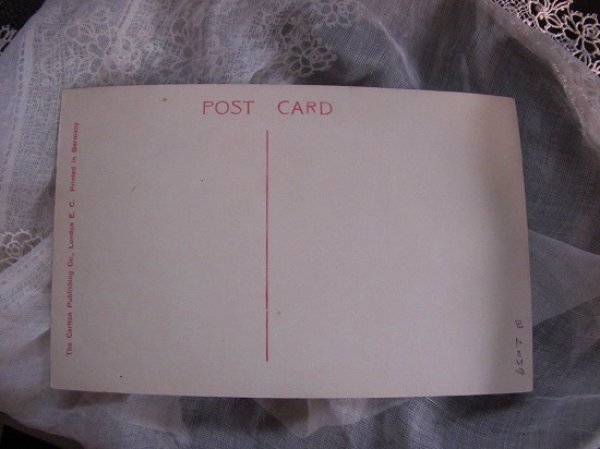 POST CARD
The Carlton Publishing Co., London E. C. Printed in Germany